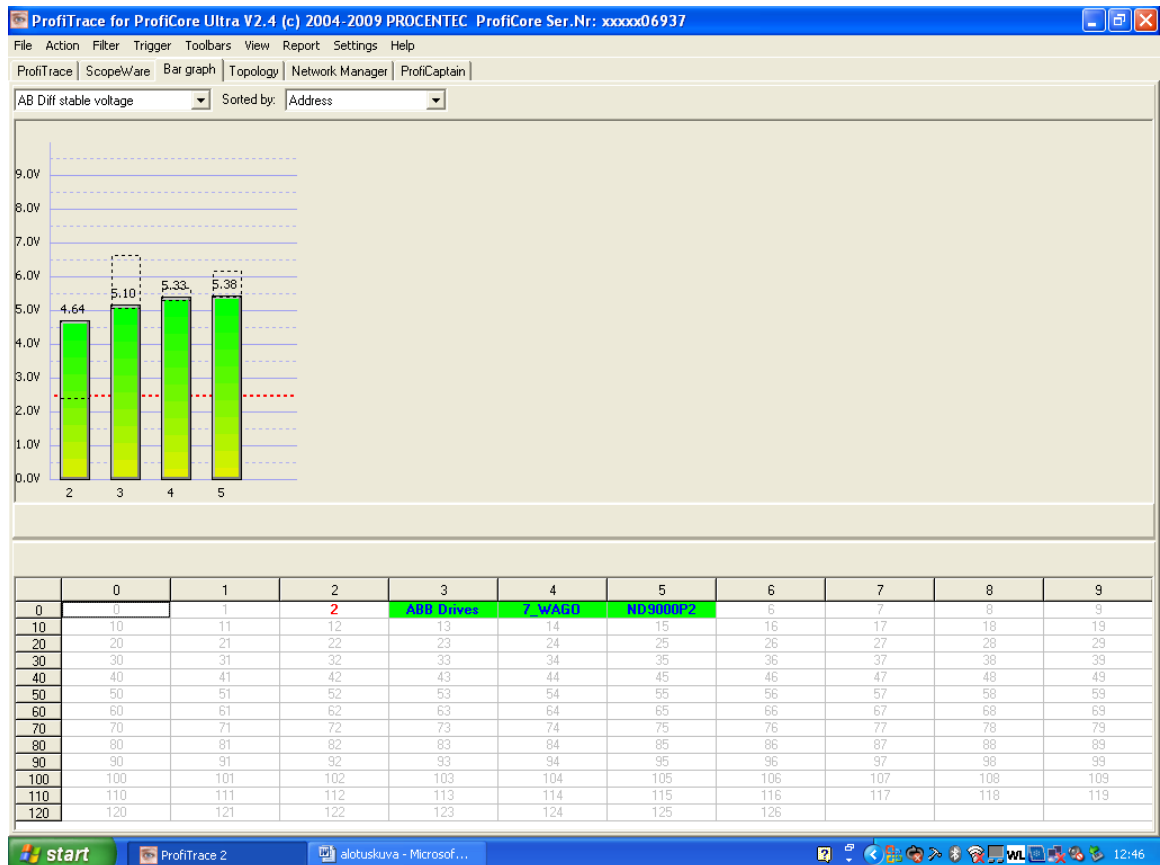 ProfiTrace for ProfiCore Ultra V2.4 (c) 2004-2009 PROCENTEC ProfiCore Ser.Nr: xxxxx06937
File Action Filter Trigger Toolbars View Report Settings Help
ProfiTrace ScopeWare Bar graph Topology Network Manager ProfiCaptain
AB Diff stable voltage Sorted by: Address
9.0V
8.0V
7.0V
6.0V
5.0V
4.0V
3.0V
2.0V
1.0V
0.0V
4.64 5.10 5.33 5.38
2 3 4 5
0 1 2 3 4 5 6 7 8 9
0 0 1 2 ABB Drives 7_WAGO ND9000P2 6 7 8 9
10 10 11 12 13 14 15 16 17 18 19
20 20 21 22 23 24 25 26 27 28 29
30 30 31 32 33 34 35 36 37 38 39
40 40 41 42 43 44 45 46 47 48 49
50 50 51 52 53 54 55 56 57 58 59
60 60 61 62 63 64 65 66 67 68 69
70 70 71 72 73 74 75 76 77 78 79
80 80 81 82 83 84 85 86 87 88 89
90 90 91 92 93 94 95 96 97 98 99
100 100 101 102 103 104 105 106 107 108 109
110 110 111 112 113 114 115 116 117 118 119
120 120 121 122 123 124 125 126
start ProfiTrace 2 alotuskuva - Microsof... WL 12:46